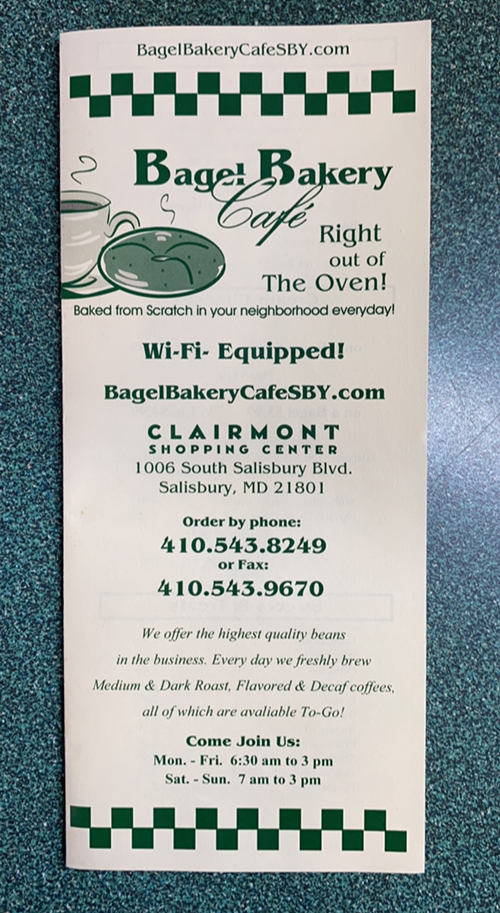 BagelBakeryCafeSBY.com
Bagel Bakery
Café
Right
out of
The Oven!
Baked from Scratch in your neighborhood everyday!
Wi-Fi- Equipped!
BagelBakeryCafeSBY.com
CLAIRMONT
SHOPPING CENTER
1006 South Salisbury Blvd.
Salisbury, MD 21801
Order by phone:
410.543.8249
or Fax:
410.543.9670
We offer the highest quality beans
in the business. Every day we freshly brew
Medium & Dark Roast, Flavored & Decaf coffees,
all of which are avaliable To-Go!
Come Join Us:
Mon. - Fri. 6:30 am to 3 pm
Sat. - Sun. 7 am to 3 pm